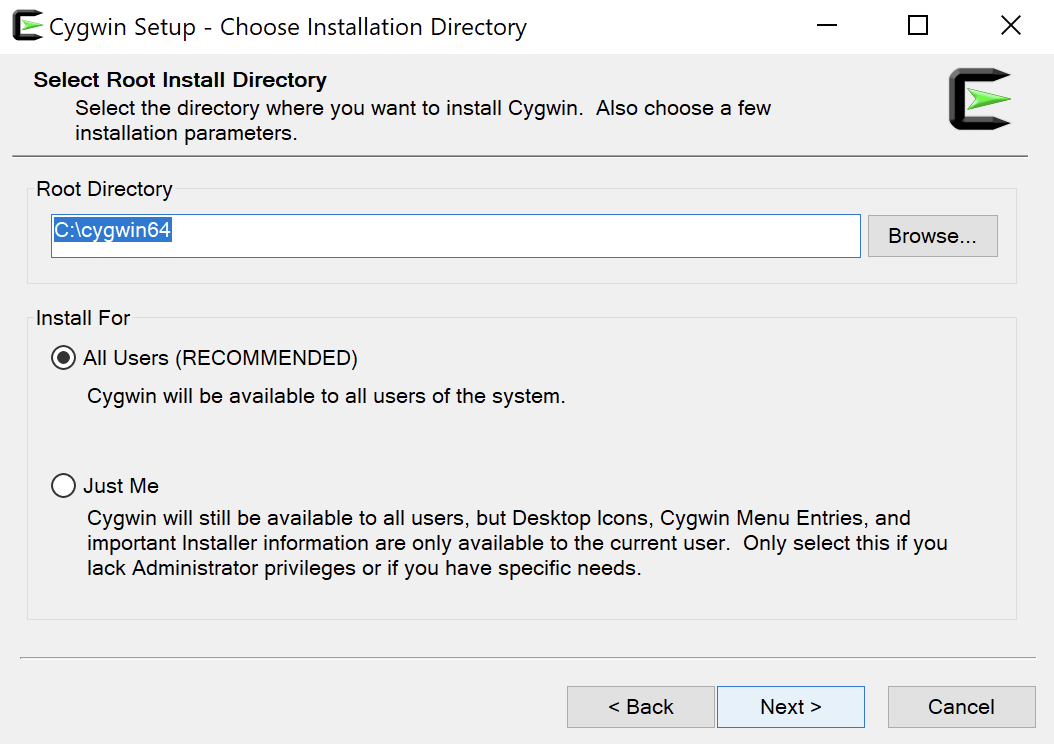 Cygwin Setup - Choose Installation Directory
Select Root Install Directory
Select the directory where you want to install Cygwin.  Also choose a few
installation parameters.
Root Directory
C:\cygwin64
Browse...
Install For
All Users (RECOMMENDED)
Cygwin will be available to all users of the system.
Just Me
Cygwin will still be available to all users, but Desktop Icons, Cygwin Menu Entries, and
important Installer information are only available to the current user.  Only select this if you
lack Administrator privileges or if you have specific needs.
< Back
Next >
Cancel